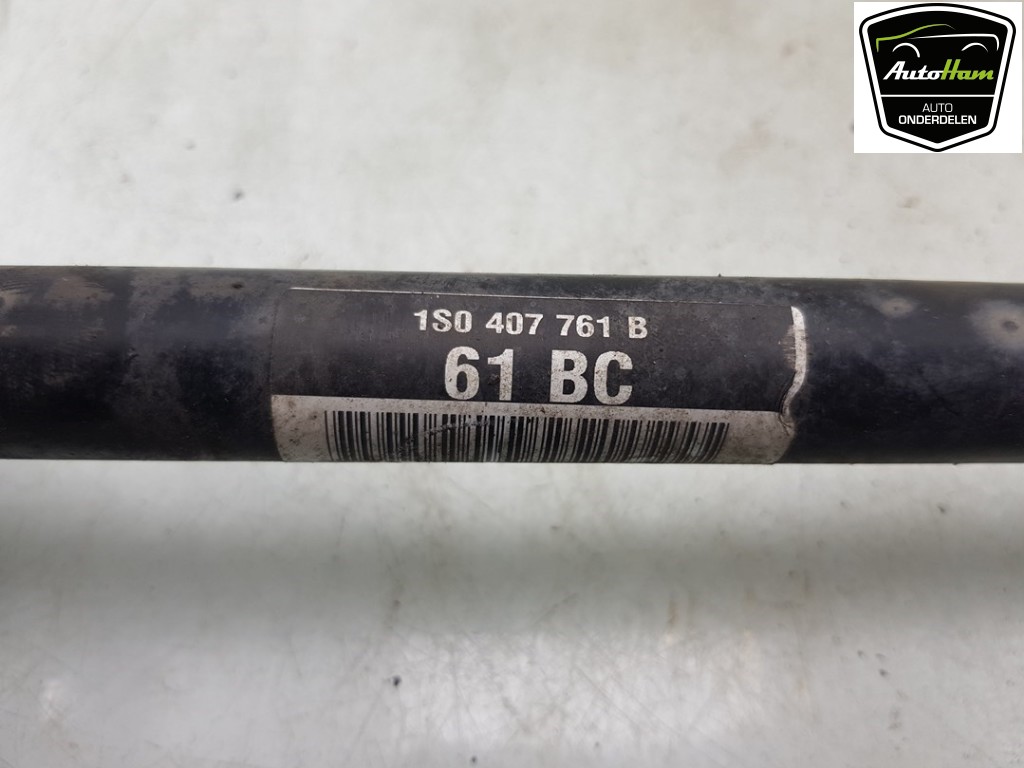 AutoHam
AUTO
ONDERDELEN
1S0 407 761 B
61 BC